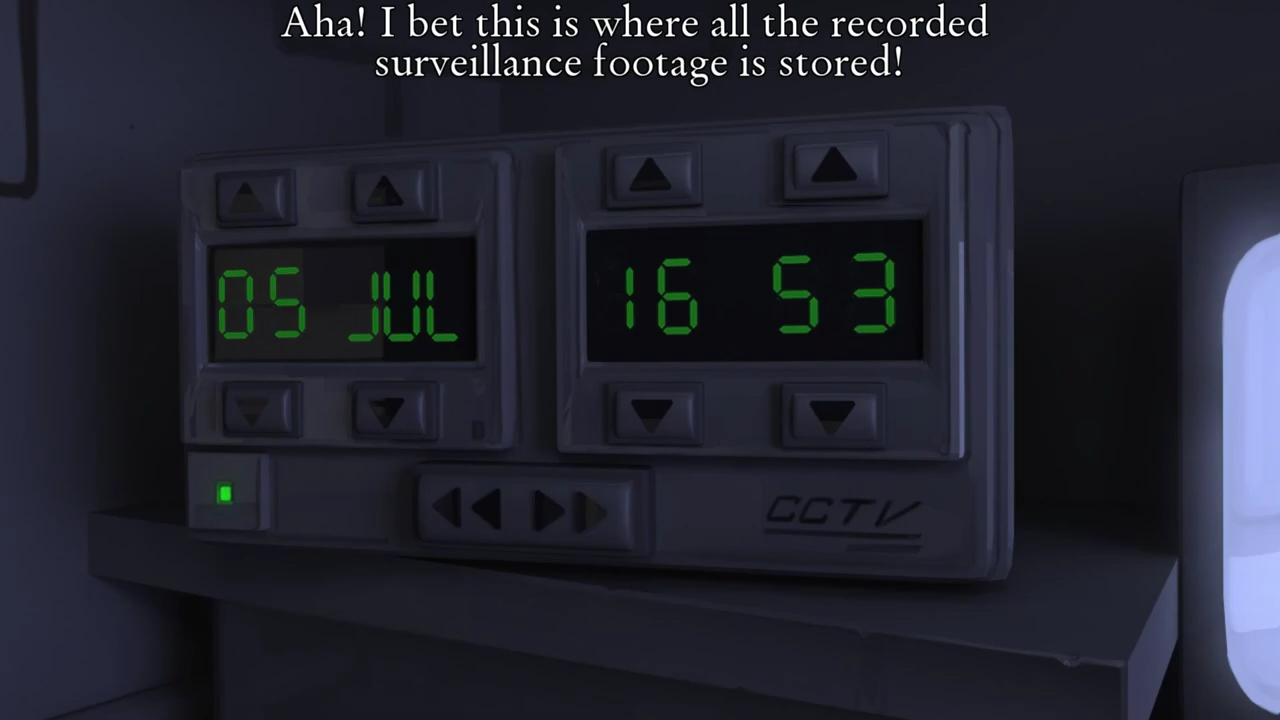 Aha! I bet this is where all the recorded
surveillance footage is stored!
05 JUL
16 53
CCTV